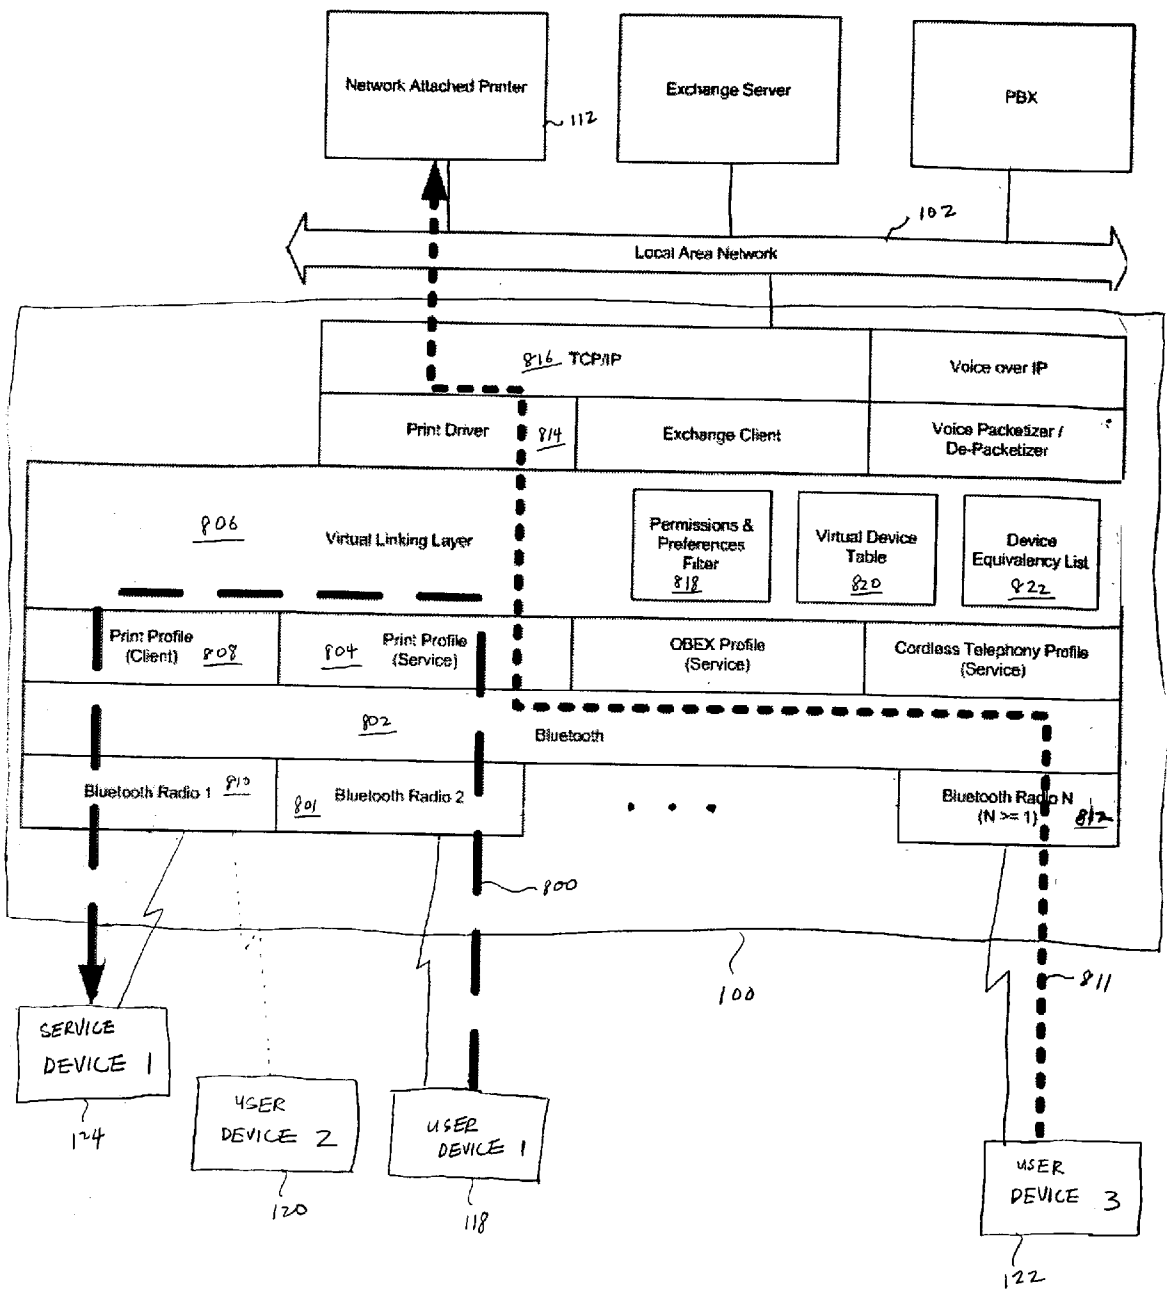 Network Attached Printer
Exchange Server
PBX
112
102
Local Area Network
816 TCP/IP
Voice over IP
Print Driver
814
Exchange Client
Voice Packetizer /
De-Packetizer
806
Virtual Linking Layer
Permissions &
Preferences
Filter
818
Virtual Device
Table
820
Device
Equivalency List
822
Print Profile
(Client) 808
804 Print Profile
(Service)
OBEX Profile
(Service)
Cordless Telephony Profile
(Service)
802
Bluetooth
Bluetooth Radio 1 810
801 Bluetooth Radio 2
Bluetooth Radio N
(N >= 1) 812
800
100
811
SERVICE
DEVICE 1
124
USER
DEVICE 2
120
USER
DEVICE 1
118
USER
DEVICE 3
122